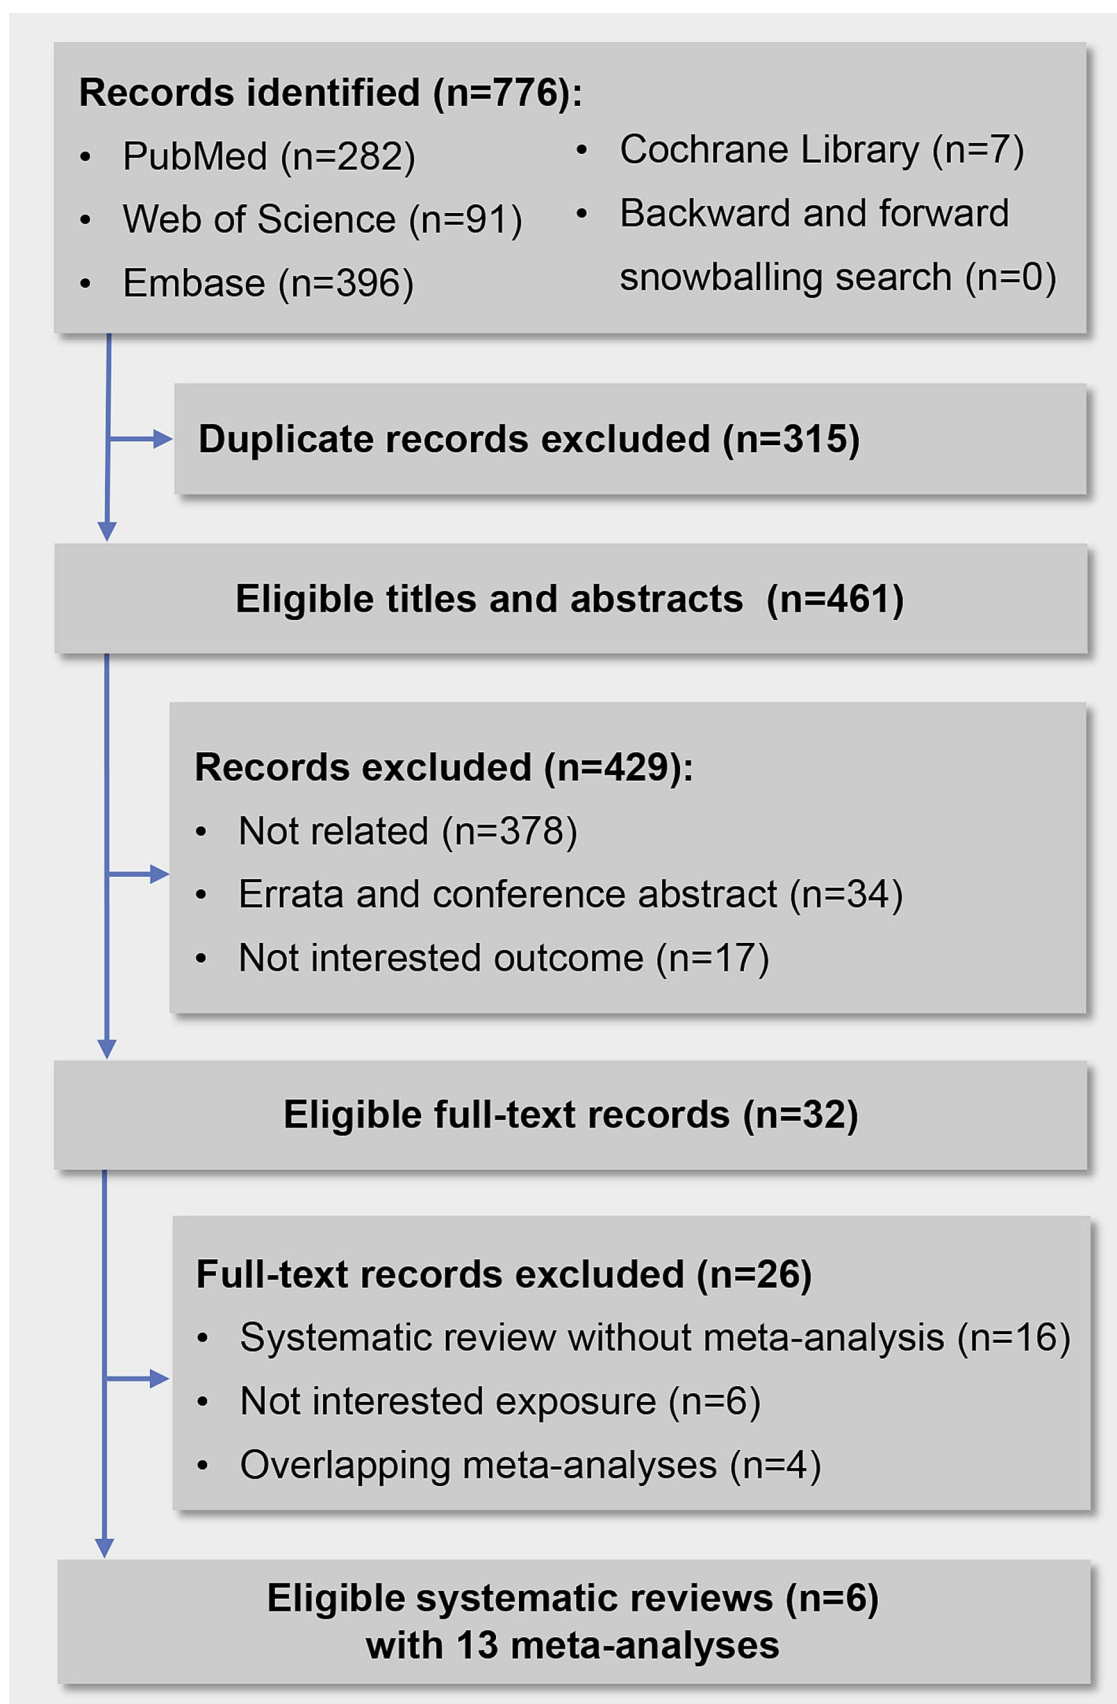 Records identified (n=776):
• PubMed (n=282)
• Web of Science (n=91)
• Embase (n=396)
• Cochrane Library (n=7)
• Backward and forward
snowballing search (n=0)
Duplicate records excluded (n=315)
Eligible titles and abstracts (n=461)
Records excluded (n=429):
• Not related (n=378)
• Errata and conference abstract (n=34)
• Not interested outcome (n=17)
Eligible full-text records (n=32)
Full-text records excluded (n=26)
• Systematic review without meta-analysis (n=16)
• Not interested exposure (n=6)
• Overlapping meta-analyses (n=4)
Eligible systematic reviews (n=6)
with 13 meta-analyses